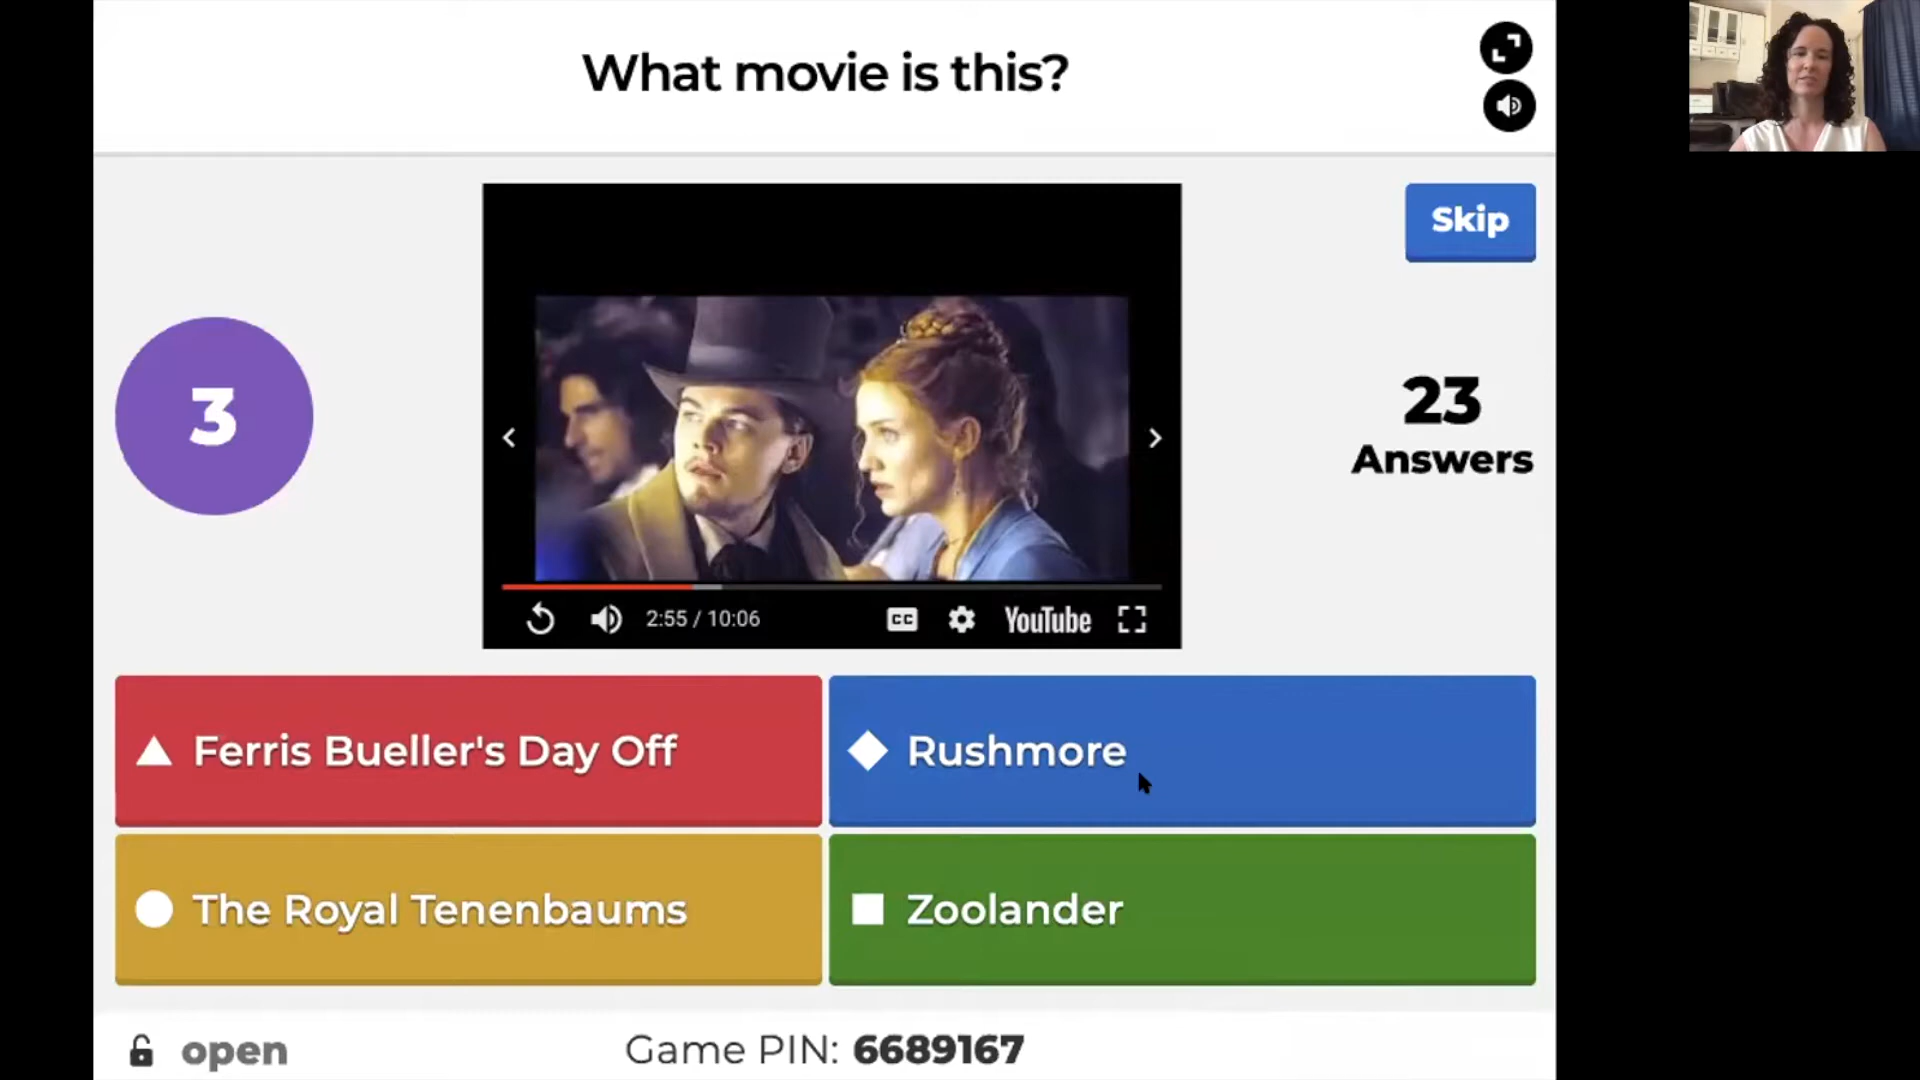 What movie is this?
Skip
3
23
Answers
CC
YouTube
2:55 / 10:06
Ferris Bueller's Day Off
Rushmore
The Royal Tenenbaums
Zoolander
open
Game PIN: 6689167